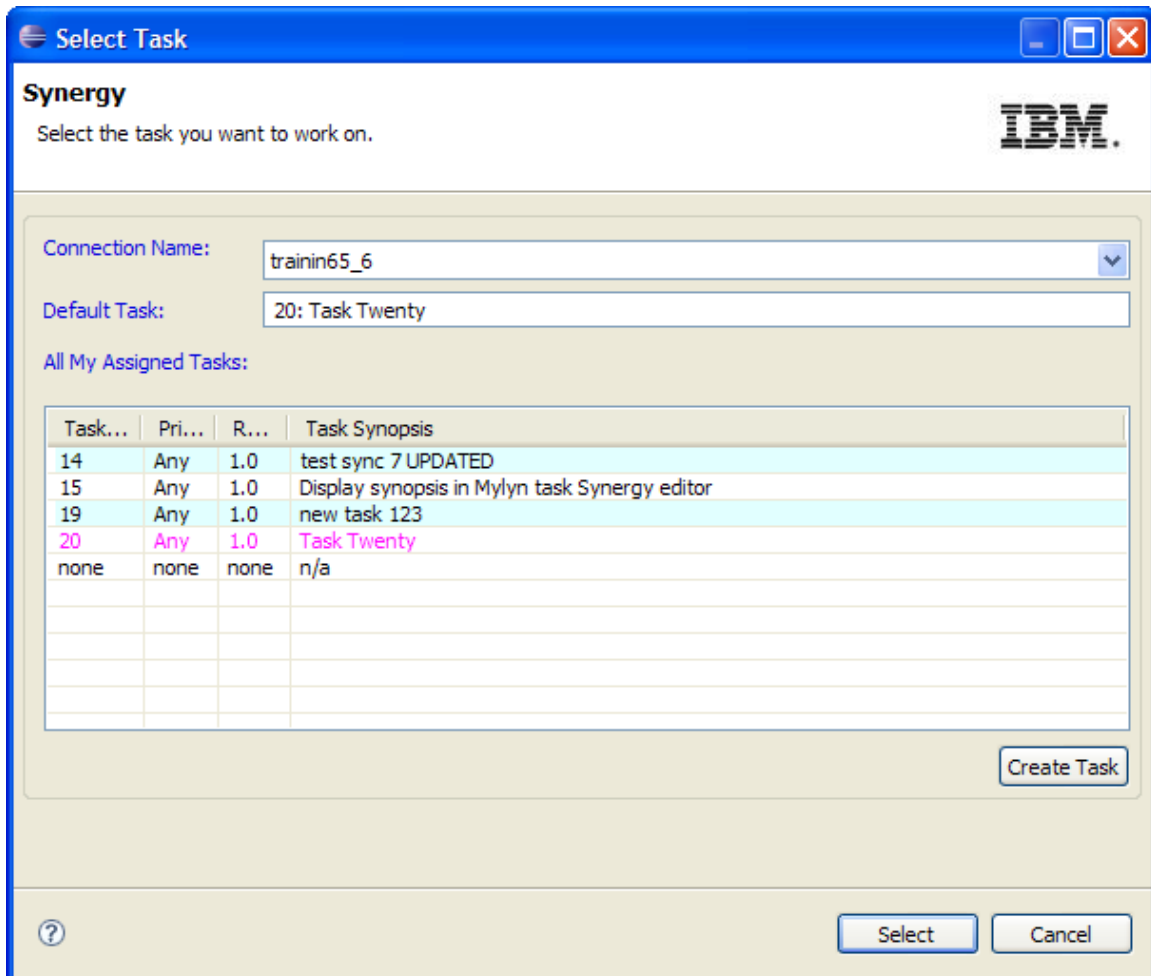 Select Task
Synergy
Select the task you want to work on.
IBM.
Connection Name:
trainin65_6
Default Task:
20: Task Twenty
All My Assigned Tasks:
Task... Pri... R... Task Synopsis
14 Any 1.0 test sync 7 UPDATED
15 Any 1.0 Display synopsis in Mylyn task Synergy editor
19 Any 1.0 new task 123
20 Any 1.0 Task Twenty
none none none n/a
Create Task
?
Select Cancel